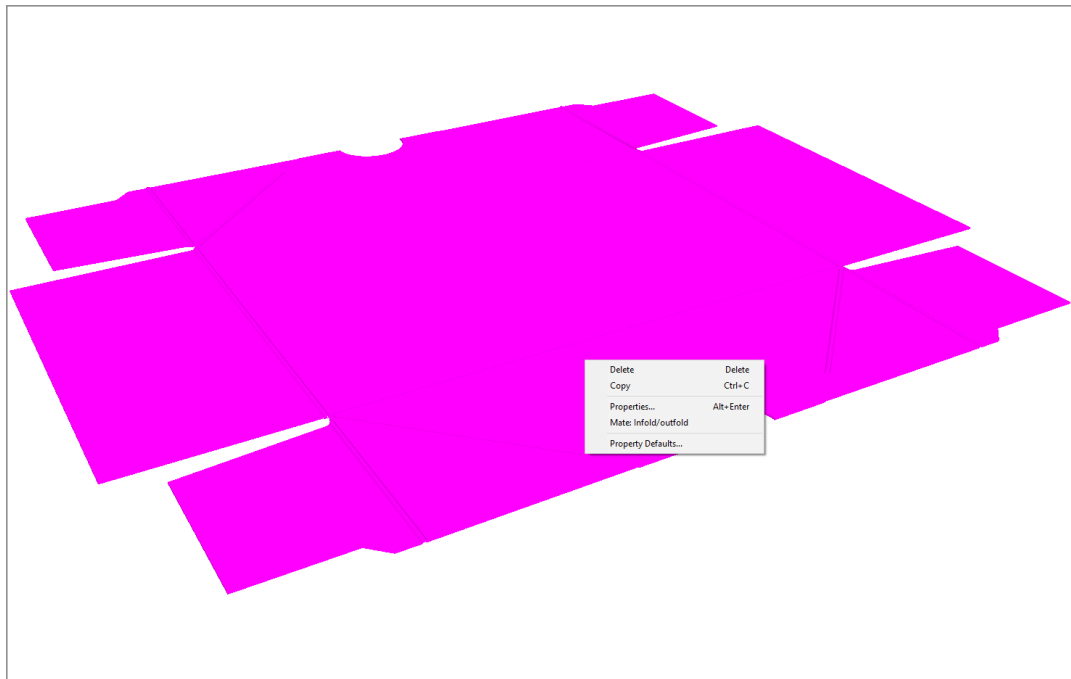 Delete Delete
Copy Ctrl+C
Properties... Alt+Enter
Mate: Infold/outfold
Property Defaults...